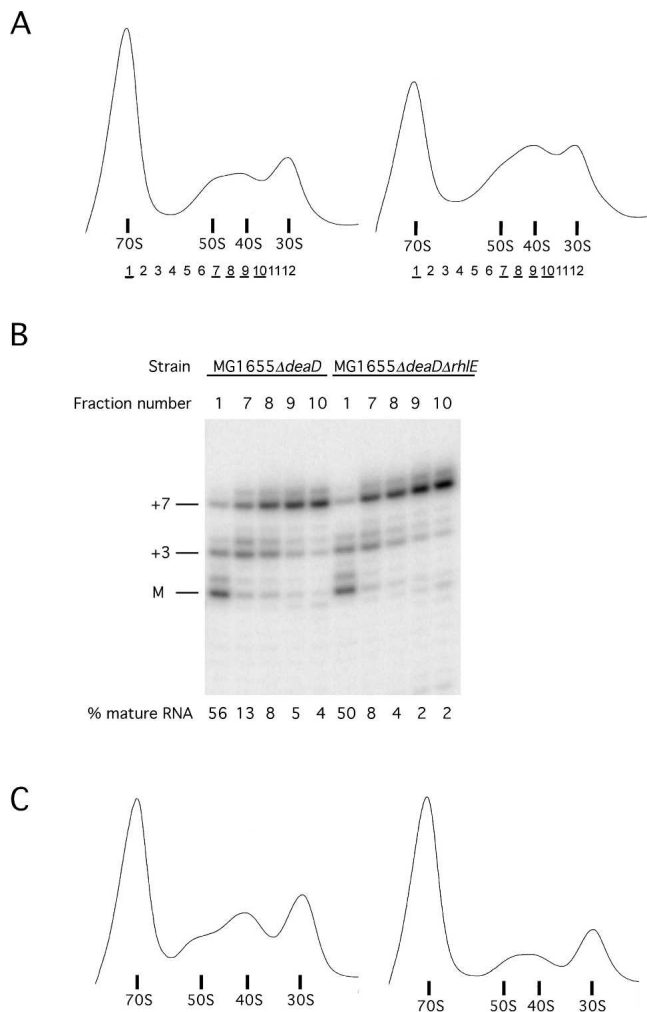 A
70S 50S 40S 30S 70S 50S 40S 30S
1 2 3 4 5 6 7 8 9 10 11 12 1 2 3 4 5 6 7 8 9 10 11 12
B
Strain MG1655ΔdeaD MG1655ΔdeaDΔrhlE
Fraction number 1 7 8 9 10 1 7 8 9 10
+7
+3
M
% mature RNA 56 13 8 5 4 50 8 4 2 2
C
70S 50S 40S 30S 70S 50S 40S 30S